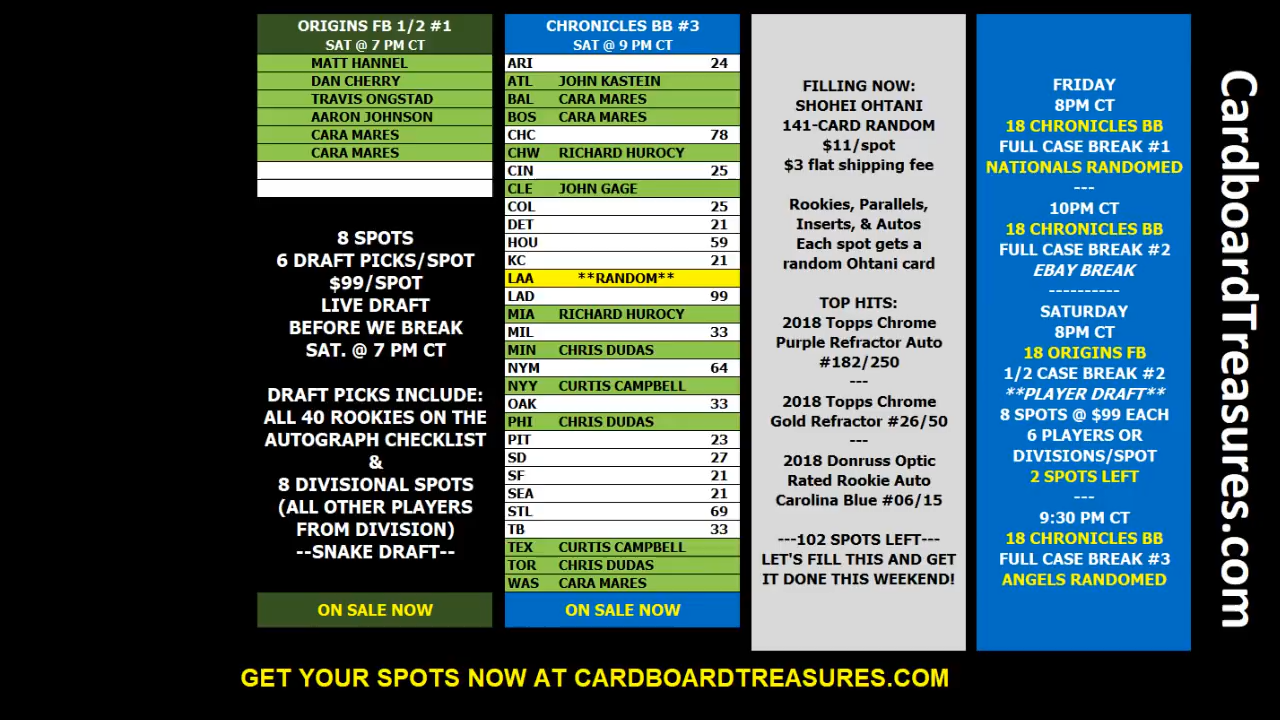 ORIGINS FB 1/2 #1
SAT @ 7 PM CT
MATT HANNEL
DAN CHERRY
TRAVIS ONGSTAD
AARON JOHNSON
CARA MARES
CARA MARES
8 SPOTS
6 DRAFT PICKS/SPOT
$99/SPOT
LIVE DRAFT
BEFORE WE BREAK
SAT. @ 7 PM CT
DRAFT PICKS INCLUDE:
ALL 40 ROOKIES ON THE
AUTOGRAPH CHECKLIST
&
8 DIVISIONAL SPOTS
(ALL OTHER PLAYERS
FROM DIVISION)
--SNAKE DRAFT--
ON SALE NOW
CHRONICLES BB #3
SAT @ 9 PM CT
ARI 24
ATL JOHN KASTEIN
BAL CARA MARES
BOS CARA MARES
CHC 78
CHW RICHARD HUROCY
CIN 25
CLE JOHN GAGE
COL 25
DET 21
HOU 59
KC 21
LAA **RANDOM**
LAD 99
MIA RICHARD HUROCY
MIL 33
MIN CHRIS DUDAS
NYM 64
NYY CURTIS CAMPBELL
OAK 33
PHI CHRIS DUDAS
PIT 23
SD 27
SF 21
SEA 21
STL 69
TB 33
TEX CURTIS CAMPBELL
TOR CHRIS DUDAS
WAS CARA MARES
ON SALE NOW
FILLING NOW:
SHOHEI OHTANI
141-CARD RANDOM
$11/spot
$3 flat shipping fee
Rookies, Parallels,
Inserts, & Autos
Each spot gets a
random Ohtani card
TOP HITS:
2018 Topps Chrome
Purple Refractor Auto
#182/250
---
2018 Topps Chrome
Gold Refractor #26/50
---
2018 Donruss Optic
Rated Rookie Auto
Carolina Blue #06/15
---102 SPOTS LEFT---
LET'S FILL THIS AND GET
IT DONE THIS WEEKEND!
FRIDAY
8PM CT
18 CHRONICLES BB
FULL CASE BREAK #1
NATIONALS RANDOMED
---
10PM CT
18 CHRONICLES BB
FULL CASE BREAK #2
EBAY BREAK
----------
SATURDAY
8PM CT
18 ORIGINS FB
1/2 CASE BREAK #2
**PLAYER DRAFT**
8 SPOTS @ $99 EACH
6 PLAYERS OR
DIVISIONS/SPOT
2 SPOTS LEFT
---
9:30 PM CT
18 CHRONICLES BB
FULL CASE BREAK #3
ANGELS RANDOMED
CardboardTreasures.com
GET YOUR SPOTS NOW AT CARDBOARDTREASURES.COM